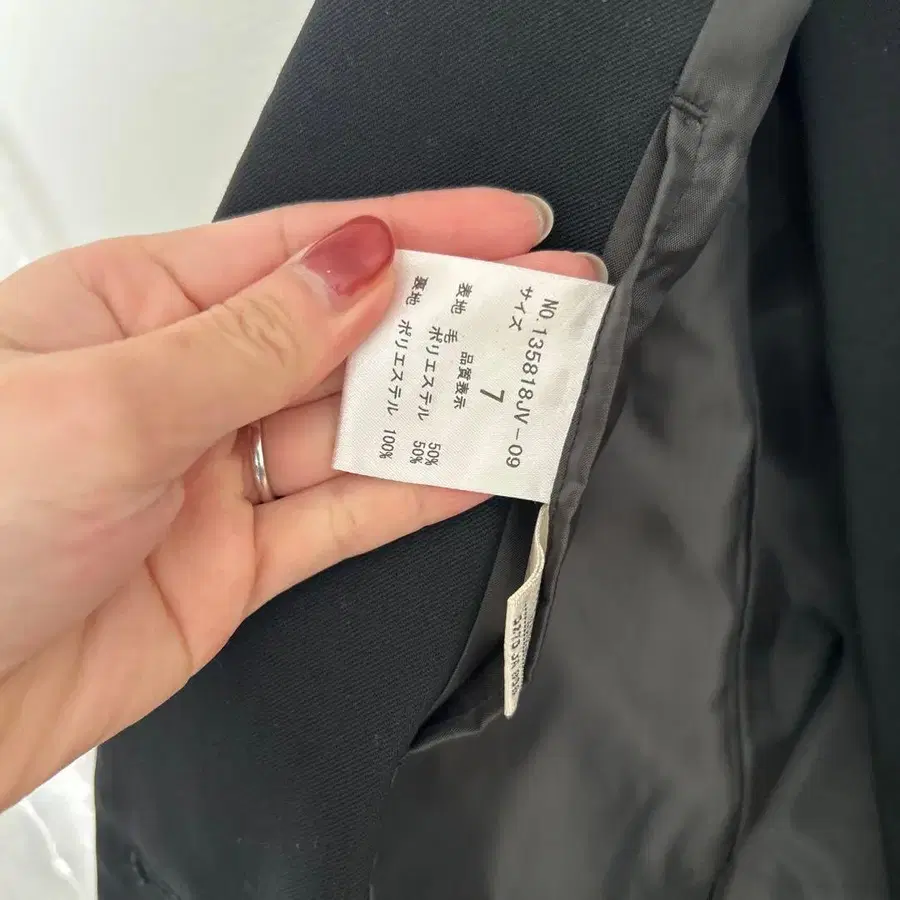 NO.135818JV-09
サイズ
7
品質表示
表地 毛 50%
ポリエステル 50%
裏地 ポリエステル 100%